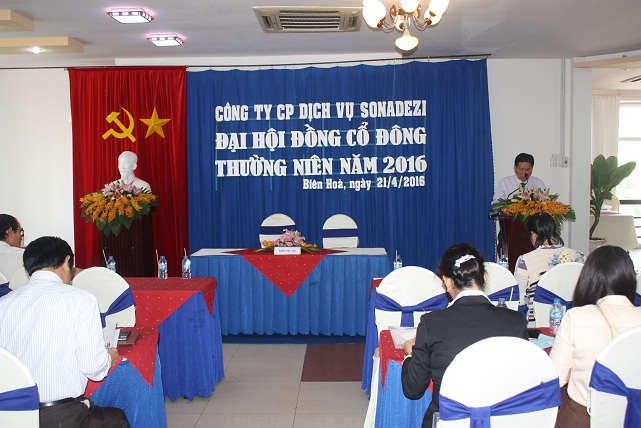 CÔNG TY CP DỊCH VỤ SONADEZI
ĐẠI HỘI ĐỒNG CỔ ĐÔNG
THƯỜNG NIÊN NĂM 2016
Biên Hoà, ngày 21/4/2016